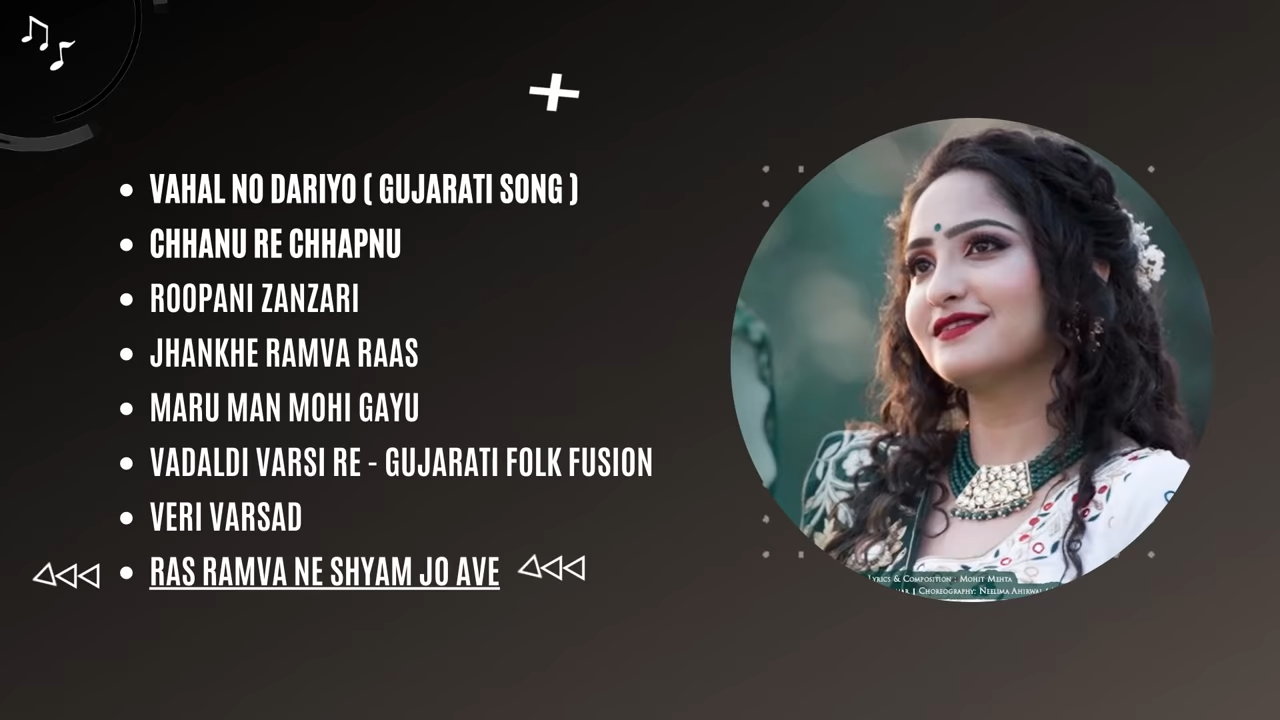 VAHAL NO DARIYO ( GUJARATI SONG )
CHHANU RE CHHAPNU
ROOPANI ZANZARI
JHANKHE RAMVA RAAS
MARU MAN MOHI GAYU
VADALDI VARSI RE - GUJARATI FOLK FUSION
VERI VARSAD
RAS RAMVA NE SHYAM JO AVE
LYRICS & COMPOSITION : MOHIT MEHTA
| CHOREOGRAPHY: NEELIMA